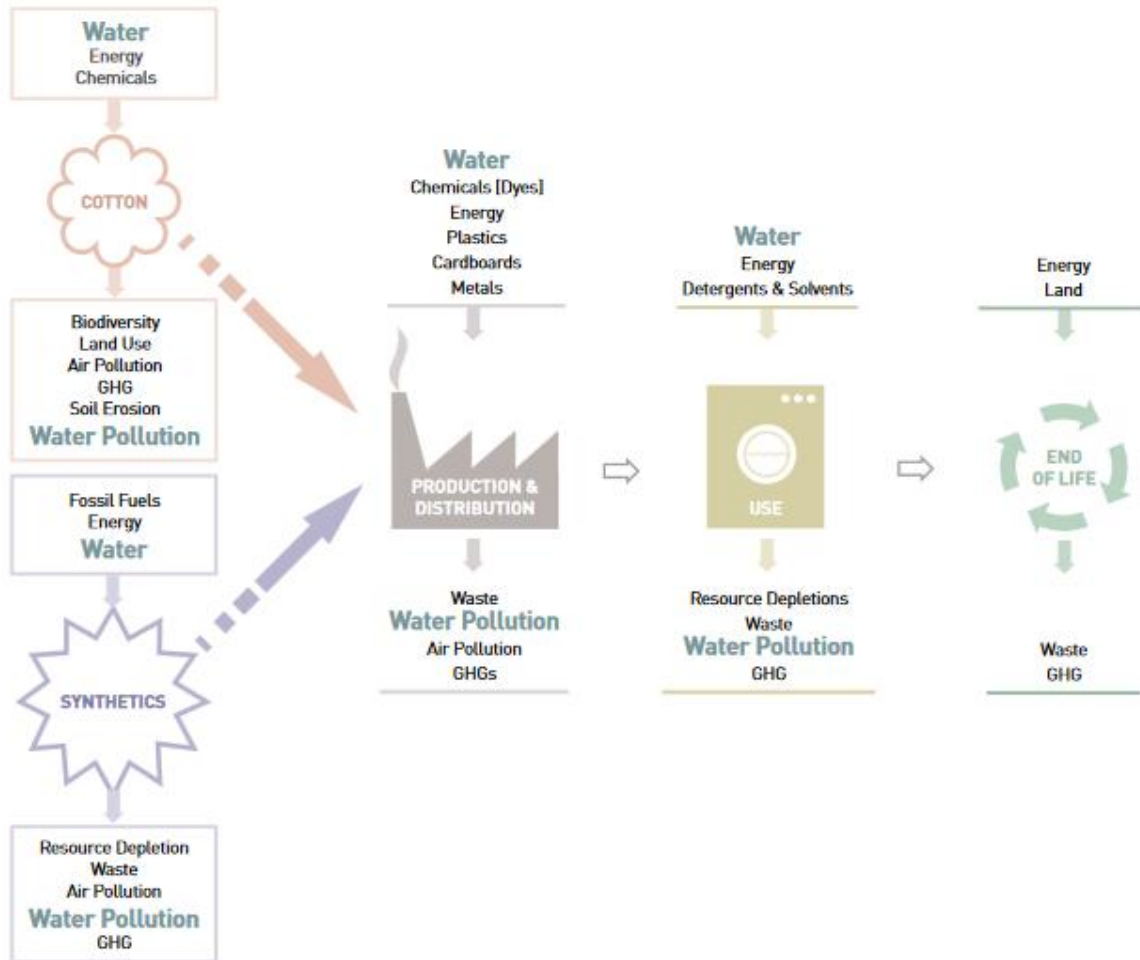 Water
Energy
Chemicals
COTTON
Biodiversity
Land Use
Air Pollution
GHG
Soil Erosion
Water Pollution
Fossil Fuels
Energy
Water
SYNTHETICS
Resource Depletion
Waste
Air Pollution
Water Pollution
GHG
Water
Chemicals [Dyes]
Energy
Plastics
Cardboards
Metals
PRODUCTION &
DISTRIBUTION
Waste
Water Pollution
Air Pollution
GHGs
Water
Energy
Detergents & Solvents
USE
Resource Depletions
Waste
Water Pollution
GHG
Energy
Land
END
OF LIFE
Waste
GHG